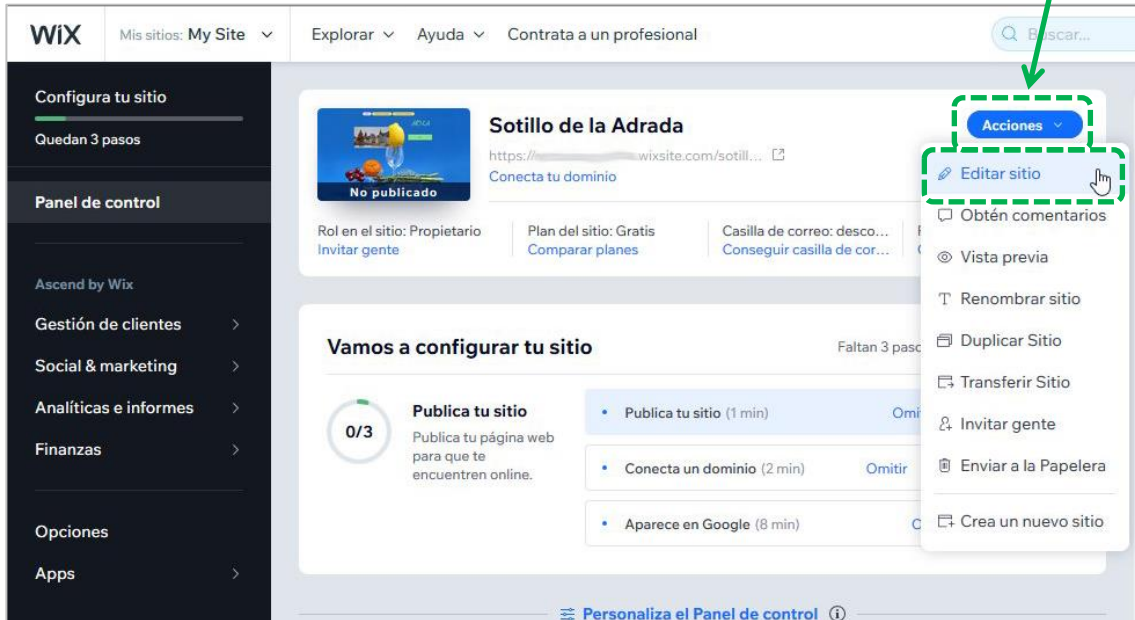 WiX
Mis sitios: My Site
Explorar
Ayuda
Contrata a un profesional
Buscar...
Configura tu sitio
Quedan 3 pasos
Panel de control
Ascend by Wix
Gestión de clientes
Social & marketing
Analíticas e informes
Finanzas
Opciones
Apps
No publicado
Sotillo de la Adrada
https:// wixsite.com/sotill...
Conecta tu dominio
Rol en el sitio: Propietario
Invitar gente
Plan del sitio: Gratis
Comparar planes
Casilla de correo: desco...
Conseguir casilla de cor...
Acciones
Editar sitio
Obtén comentarios
Vista previa
Renombrar sitio
Duplicar Sitio
Transferir Sitio
Invitar gente
Enviar a la Papelera
Crea un nuevo sitio
Vamos a configurar tu sitio
Faltan 3 paso
0/3
Publica tu sitio
Publica tu página web
para que te
encuentren online.
Publica tu sitio (1 min)
Conecta un dominio (2 min)
Omitir
Aparece en Google (8 min)
Personaliza el Panel de control